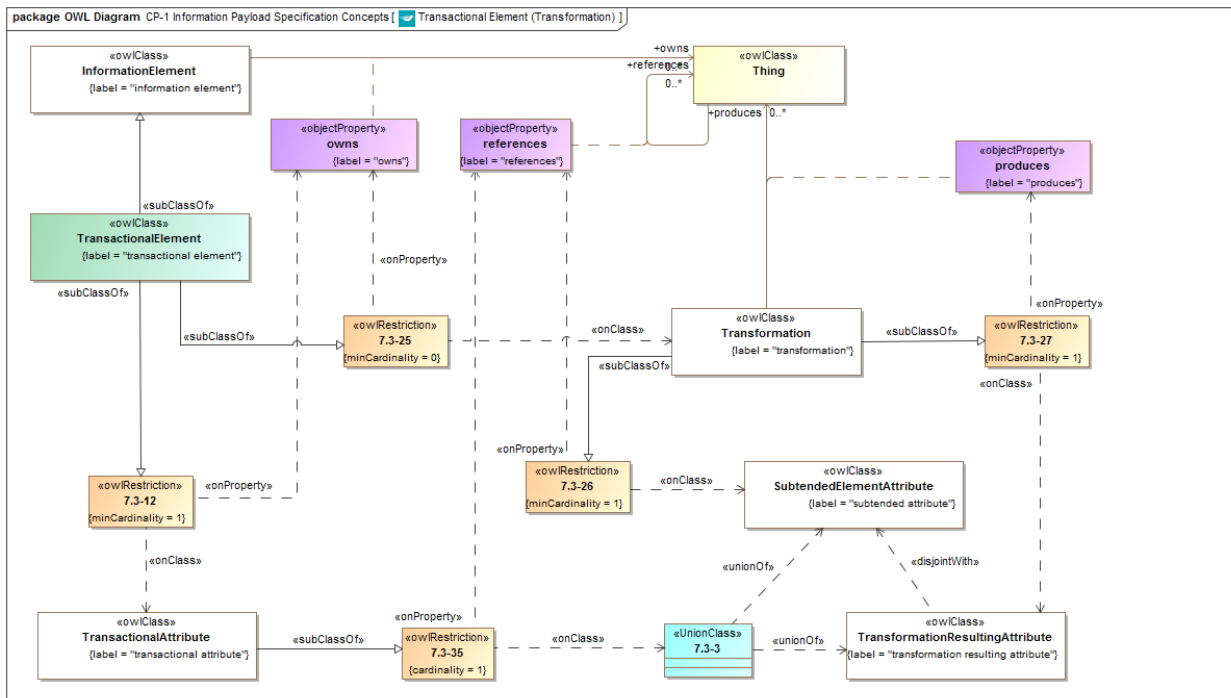 package OWL Diagram CP-1 Information Payload Specification Concepts [ Transactional Element (Transformation) ]
«owlClass»
InformationElement
{label = "information element"}
+owns
0..*
+references
0..*
«owlClass»
Thing
+produces 0..*
«objectProperty»
owns
{label = "owns"}
«objectProperty»
references
{label = "references"}
«objectProperty»
produces
{label = "produces"}
«subClassOf»
«owlClass»
TransactionalElement
{label = "transactional element"}
«onProperty»
«subClassOf»
«subClassOf»
«owlRestriction»
7.3-25
{minCardinality = 0}
«onClass»
«owlClass»
Transformation
{label = "transformation"}
«subClassOf»
«onProperty»
«owlRestriction»
7.3-27
{minCardinality = 1}
«subClassOf»
«onClass»
«onProperty»
«owlRestriction»
7.3-12
{minCardinality = 1}
«onProperty»
«owlRestriction»
7.3-26
{minCardinality = 1}
«onClass»
«owlClass»
SubtendedElementAttribute
{label = "subtended attribute"}
«onClass»
«unionOf»
«disjointWith»
«owlClass»
TransactionalAttribute
{label = "transactional attribute"}
«subClassOf»
«onProperty»
«owlRestriction»
7.3-35
{cardinality = 1}
«onClass»
«UnionClass»
7.3-3
«unionOf»
«owlClass»
TransformationResultingAttribute
{label = "transformation resulting attribute"}